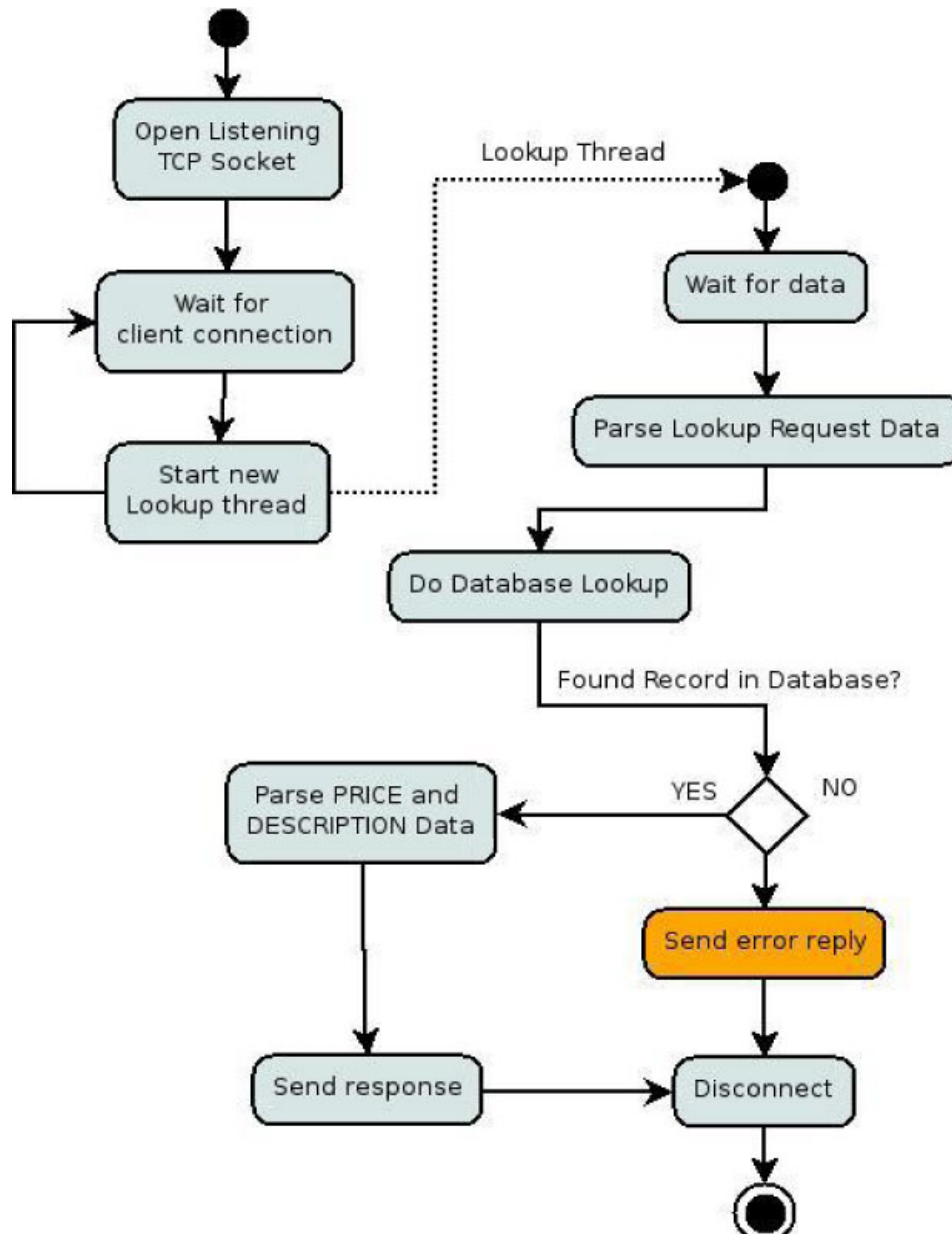 Open Listening
TCP Socket
Lookup Thread
Wait for
client connection
Wait for data
Start new
Lookup thread
Parse Lookup Request Data
Do Database Lookup
Found Record in Database?
YES
NO
Parse PRICE and
DESCRIPTION Data
Send error reply
Send response
Disconnect